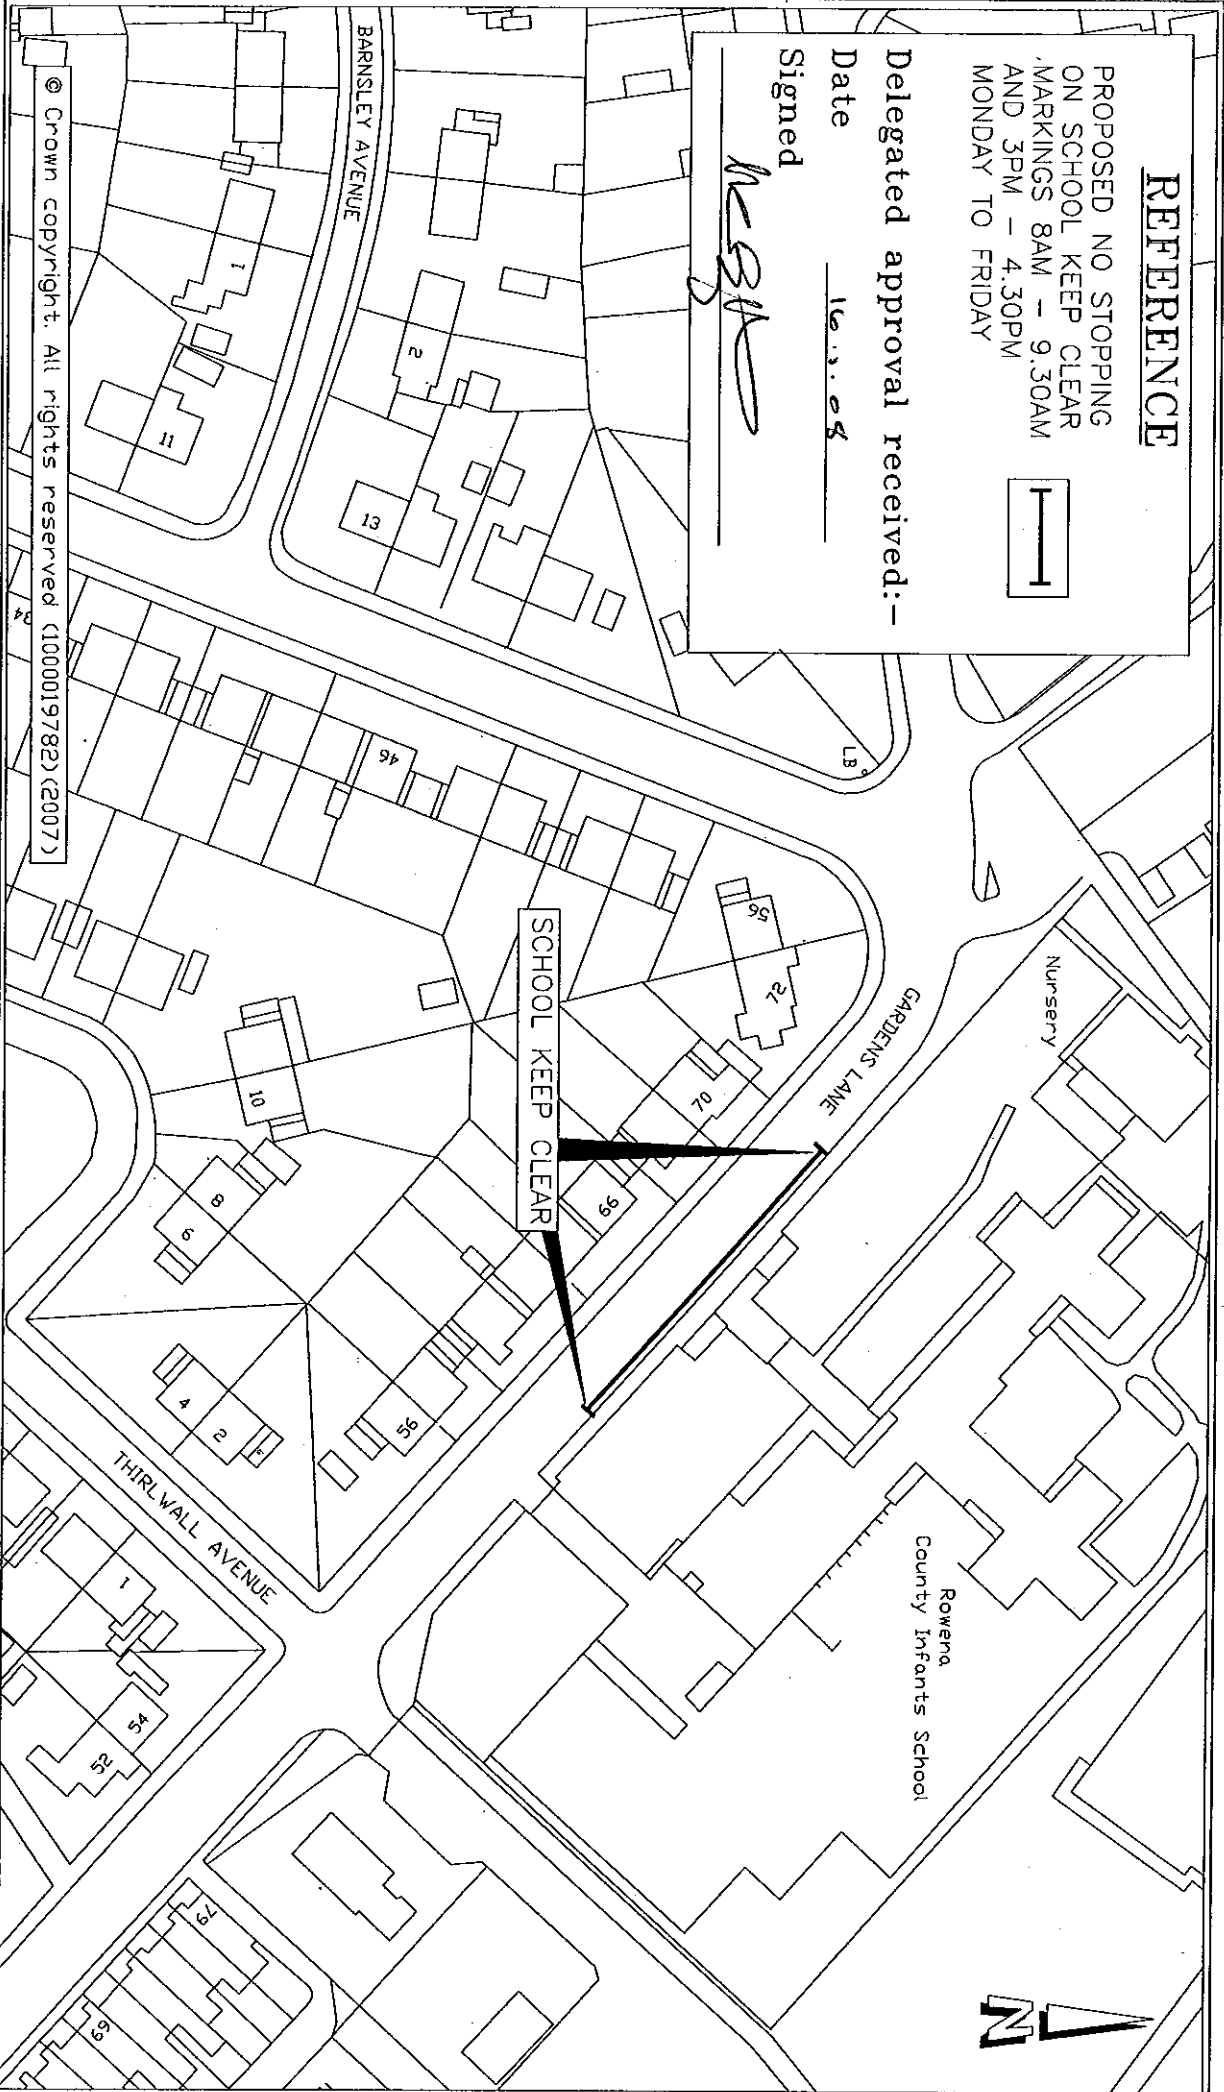 REFERENCE
PROPOSED NO STOPPING
ON SCHOOL KEEP CLEAR
MARKINGS 8AM - 9.30AM
AND 3PM - 4.30PM
MONDAY TO FRIDAY
Delegated approval received:-
Date
Signed
BARNSLEY AVENUE
1
2
11
13
LB
34
46
56
72
GARDENS LANE
Nursery
70
66
SCHOOL KEEP CLEAR
10
8
6
4
2
56
THIRLWALL AVENUE
Rowena
County Infants School
1
54
52
79
69
N
© Crown copyright. All rights reserved (100019782) (2007)